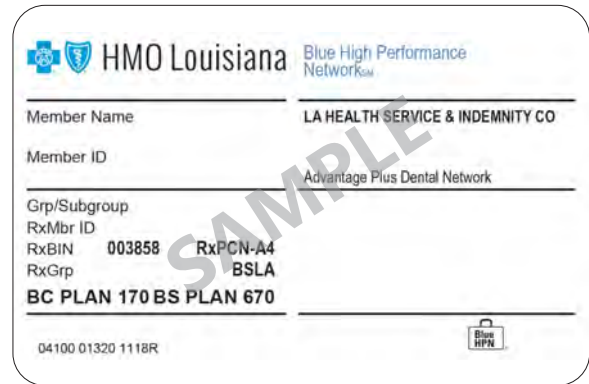 HMO Louisiana
Blue High Performance
Network℠
Member Name
Member ID
LA HEALTH SERVICE & INDEMNITY CO
Advantage Plus Dental Network
Grp/Subgroup
RxMbr ID
RxBIN 003858 RxPCN-A4
RxGrp BSLA
BC PLAN 170 BS PLAN 670
04100 01320 1118R
Blue
HPN
SAMPLE